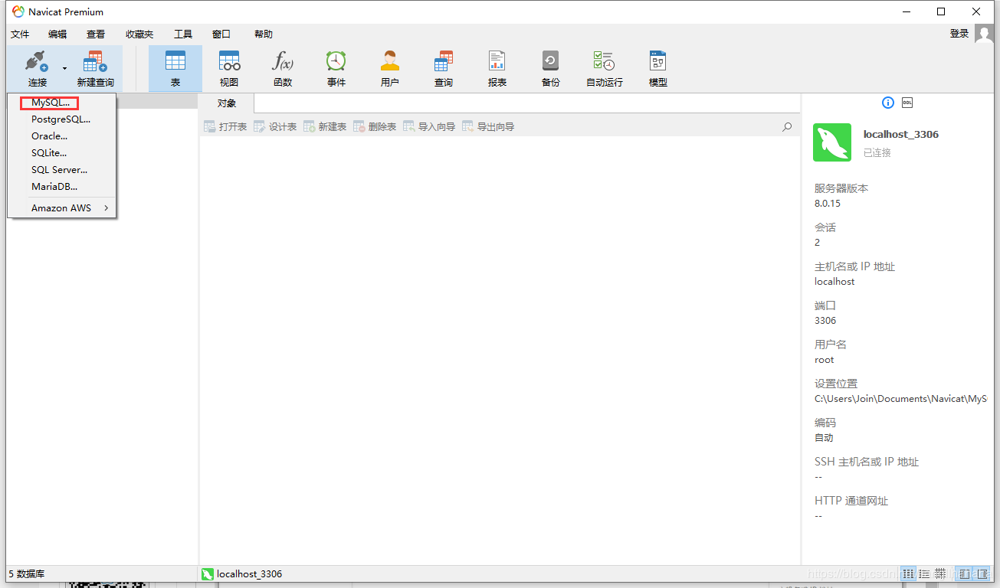 Navicat Premium
文件 编辑 查看 收藏夹 工具 窗口 帮助 登录
连接 新建查询 表 视图 函数 事件 用户 查询 报表 备份 自动运行 模型
MySQL...
PostgreSQL...
Oracle...
SQLite...
SQL Server...
MariaDB...
Amazon AWS
对象
打开表 设计表 新建表 删除表 导入向导 导出向导
DDL
localhost_3306
已连接
服务器版本
8.0.15
会话
2
主机名或 IP 地址
localhost
端口
3306
用户名
root
设置位置
C:\Users\Join\Documents\Navicat\MyS
编码
自动
SSH 主机名或 IP 地址
--
HTTP 通道网址
--
5 数据库
localhost_3306